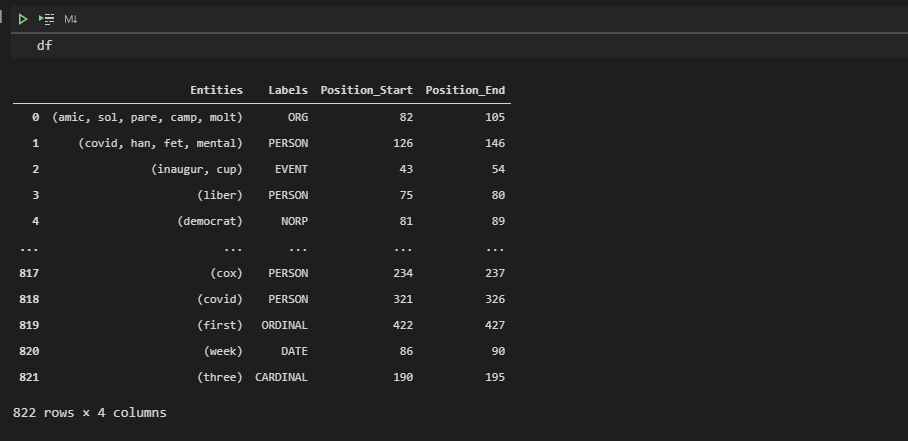 M↓
df
Entities Labels Position_Start Position_End
0 (amic, sol, pare, camp, molt) ORG 82 105
1 (covid, han, fet, mental) PERSON 126 146
2 (inaugur, cup) EVENT 43 54
3 (liber) PERSON 75 80
4 (democrat) NORP 81 89
... ... ... ... ...
817 (cox) PERSON 234 237
818 (covid) PERSON 321 326
819 (first) ORDINAL 422 427
820 (week) DATE 86 90
821 (three) CARDINAL 190 195
822 rows × 4 columns